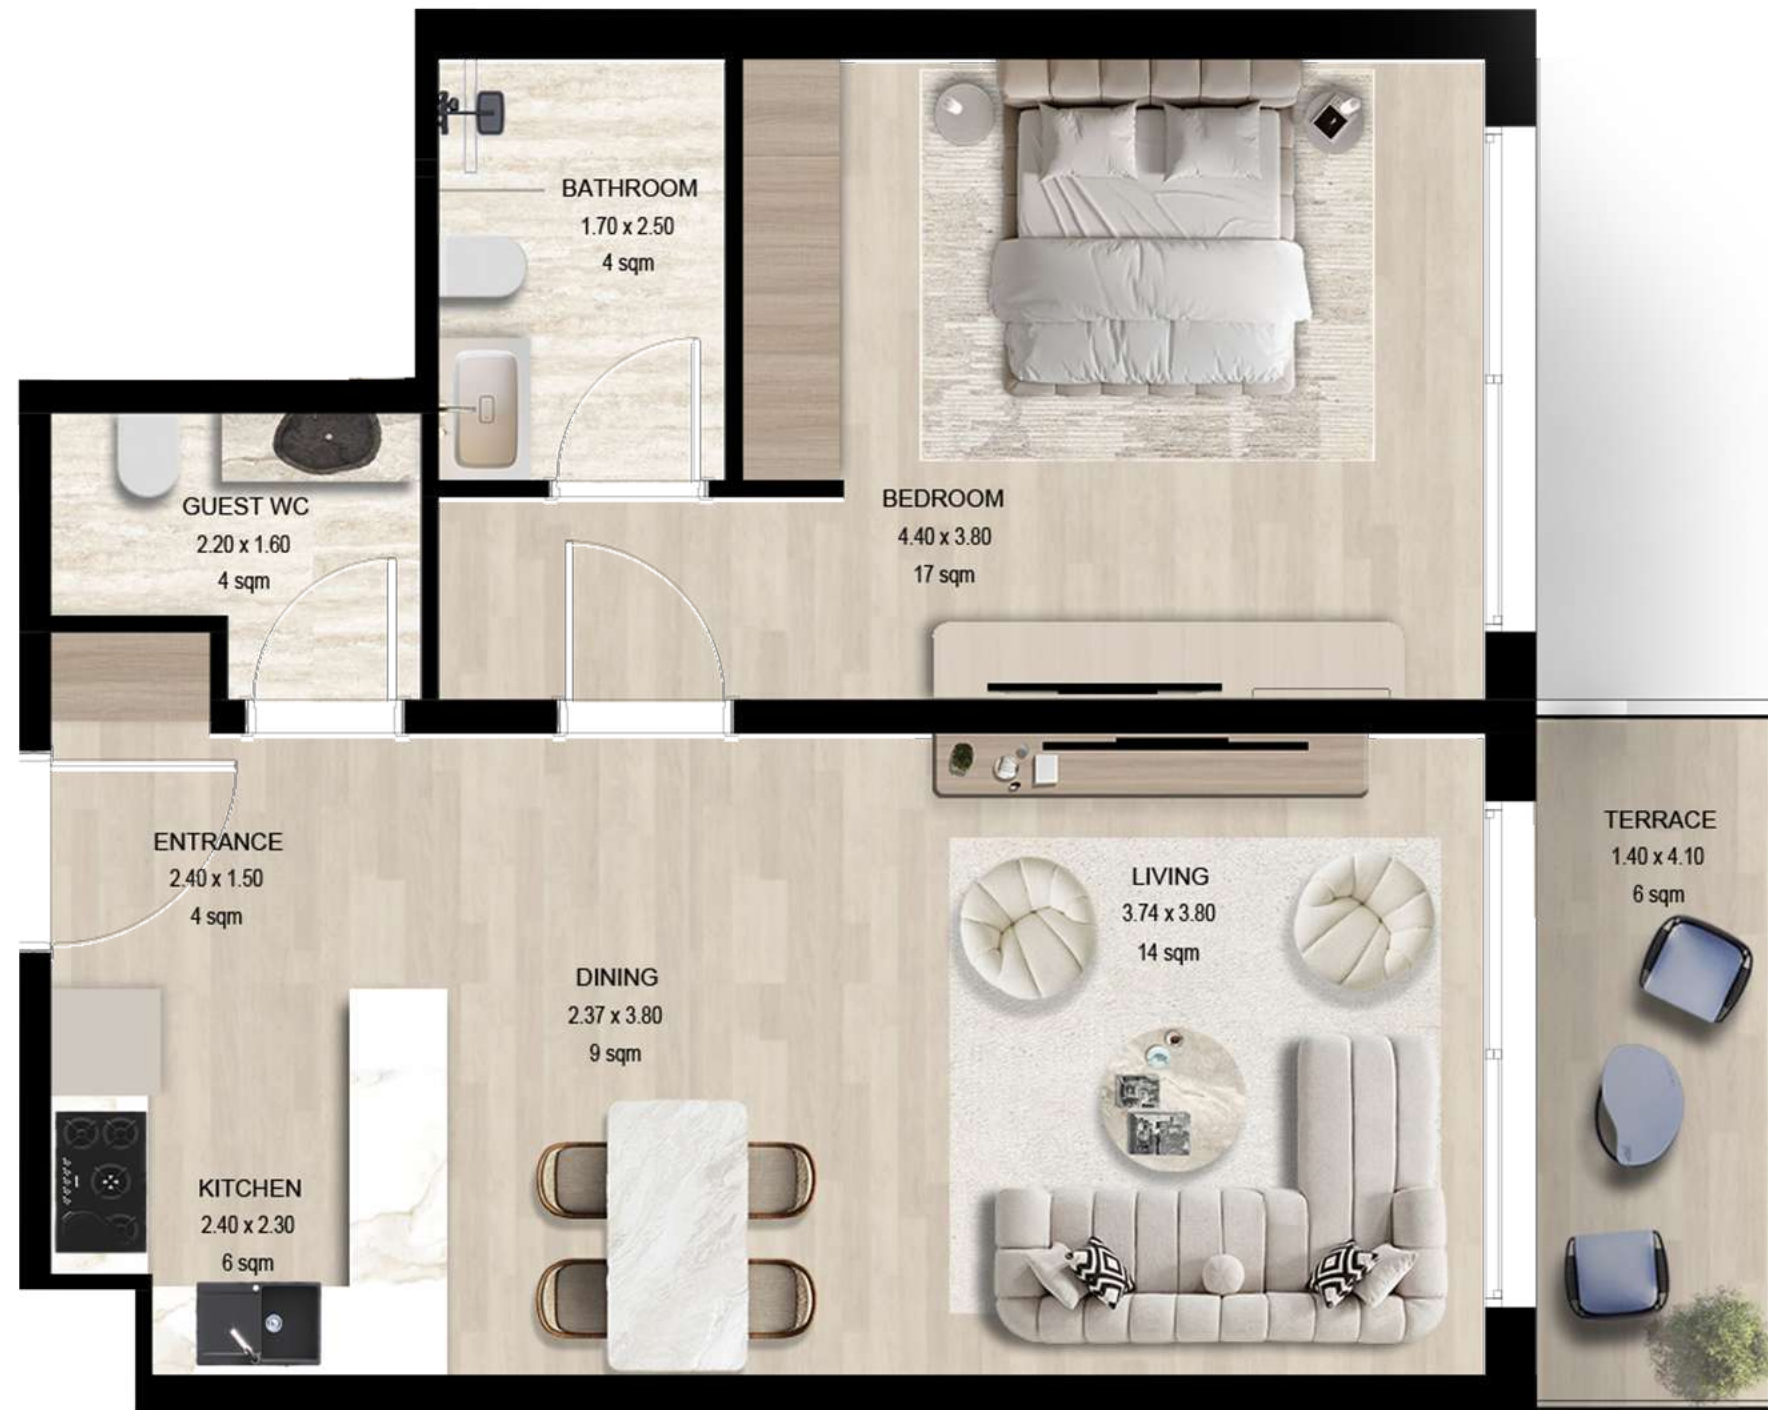 BATHROOM
1.70 x 2.50
4 sqm
GUEST WC
2.20 x 1.60
4 sqm
BEDROOM
4.40 x 3.80
17 sqm
ENTRANCE
2.40 x 1.50
4 sqm
LIVING
3.74 x 3.80
14 sqm
TERRACE
1.40 x 4.10
6 sqm
DINING
2.37 x 3.80
9 sqm
KITCHEN
2.40 x 2.30
6 sqm